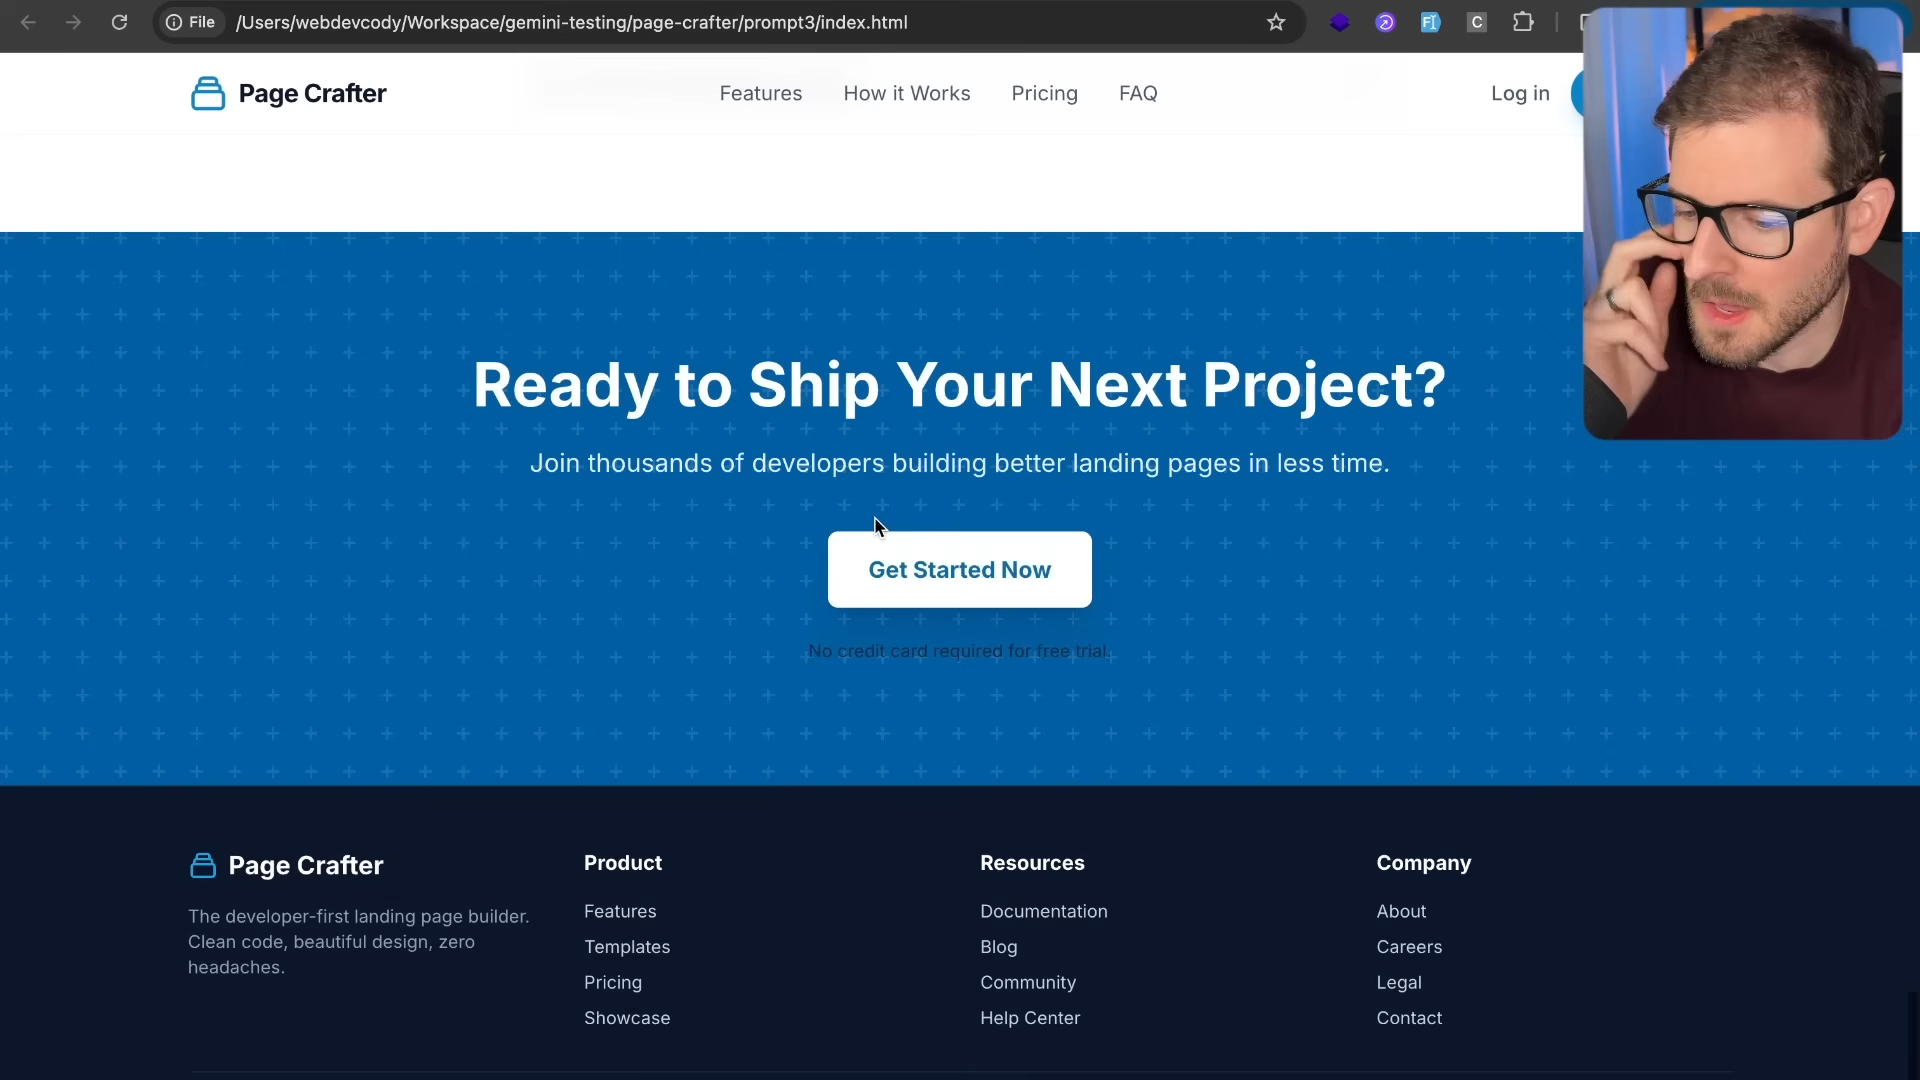 File
/Users/webdevcody/Workspace/gemini-testing/page-crafter/prompt3/index.html
C
Page Crafter
Features
How it Works
Pricing
FAQ
Log in
Ready to Ship Your Next Project?
Join thousands of developers building better landing pages in less time.
Get Started Now
No credit card required for free trial.
Page Crafter
The developer-first landing page builder.
Clean code, beautiful design, zero
headaches.
Product
Features
Templates
Pricing
Showcase
Resources
Documentation
Blog
Community
Help Center
Company
About
Careers
Legal
Contact